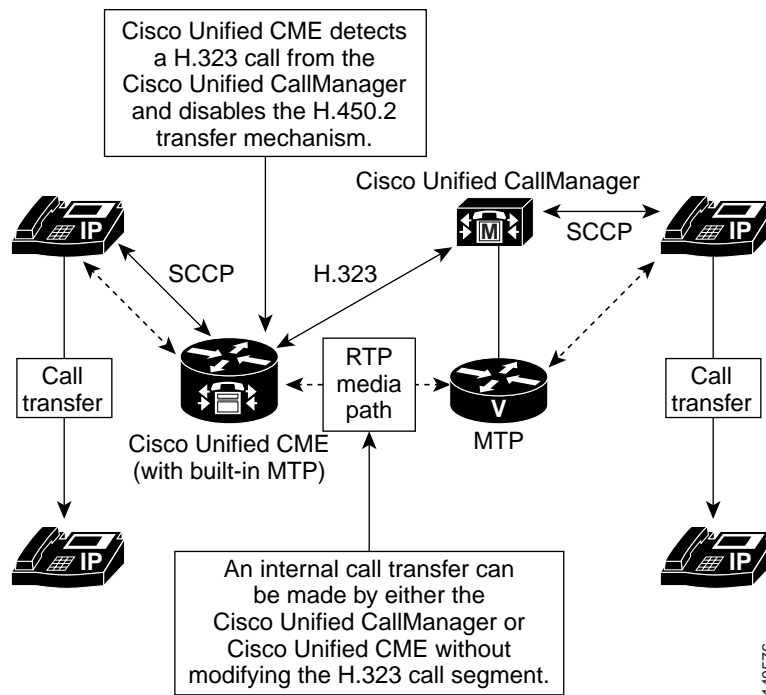 Cisco Unified CME detects
a H.323 call from the
Cisco Unified CallManager
and disables the H.450.2
transfer mechanism.
Cisco Unified CallManager
IP
M
SCCP
IP
SCCP
H.323
Call
transfer
RTP
media
path
V
Call
transfer
Cisco Unified CME
(with built-in MTP)
MTP
IP
An internal call transfer can
be made by either the
Cisco Unified CallManager or
Cisco Unified CME without
modifying the H.323 call segment.
IP